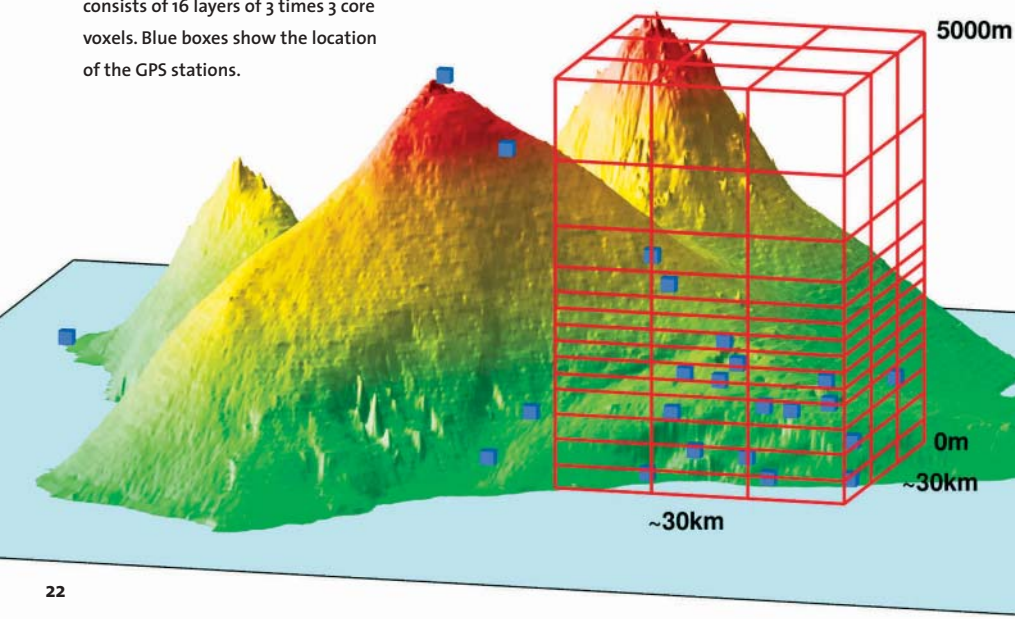 consists of 16 layers of 3 times 3 core
voxels. Blue boxes show the location
of the GPS stations.
5000m
0m
~30km
~30km
22